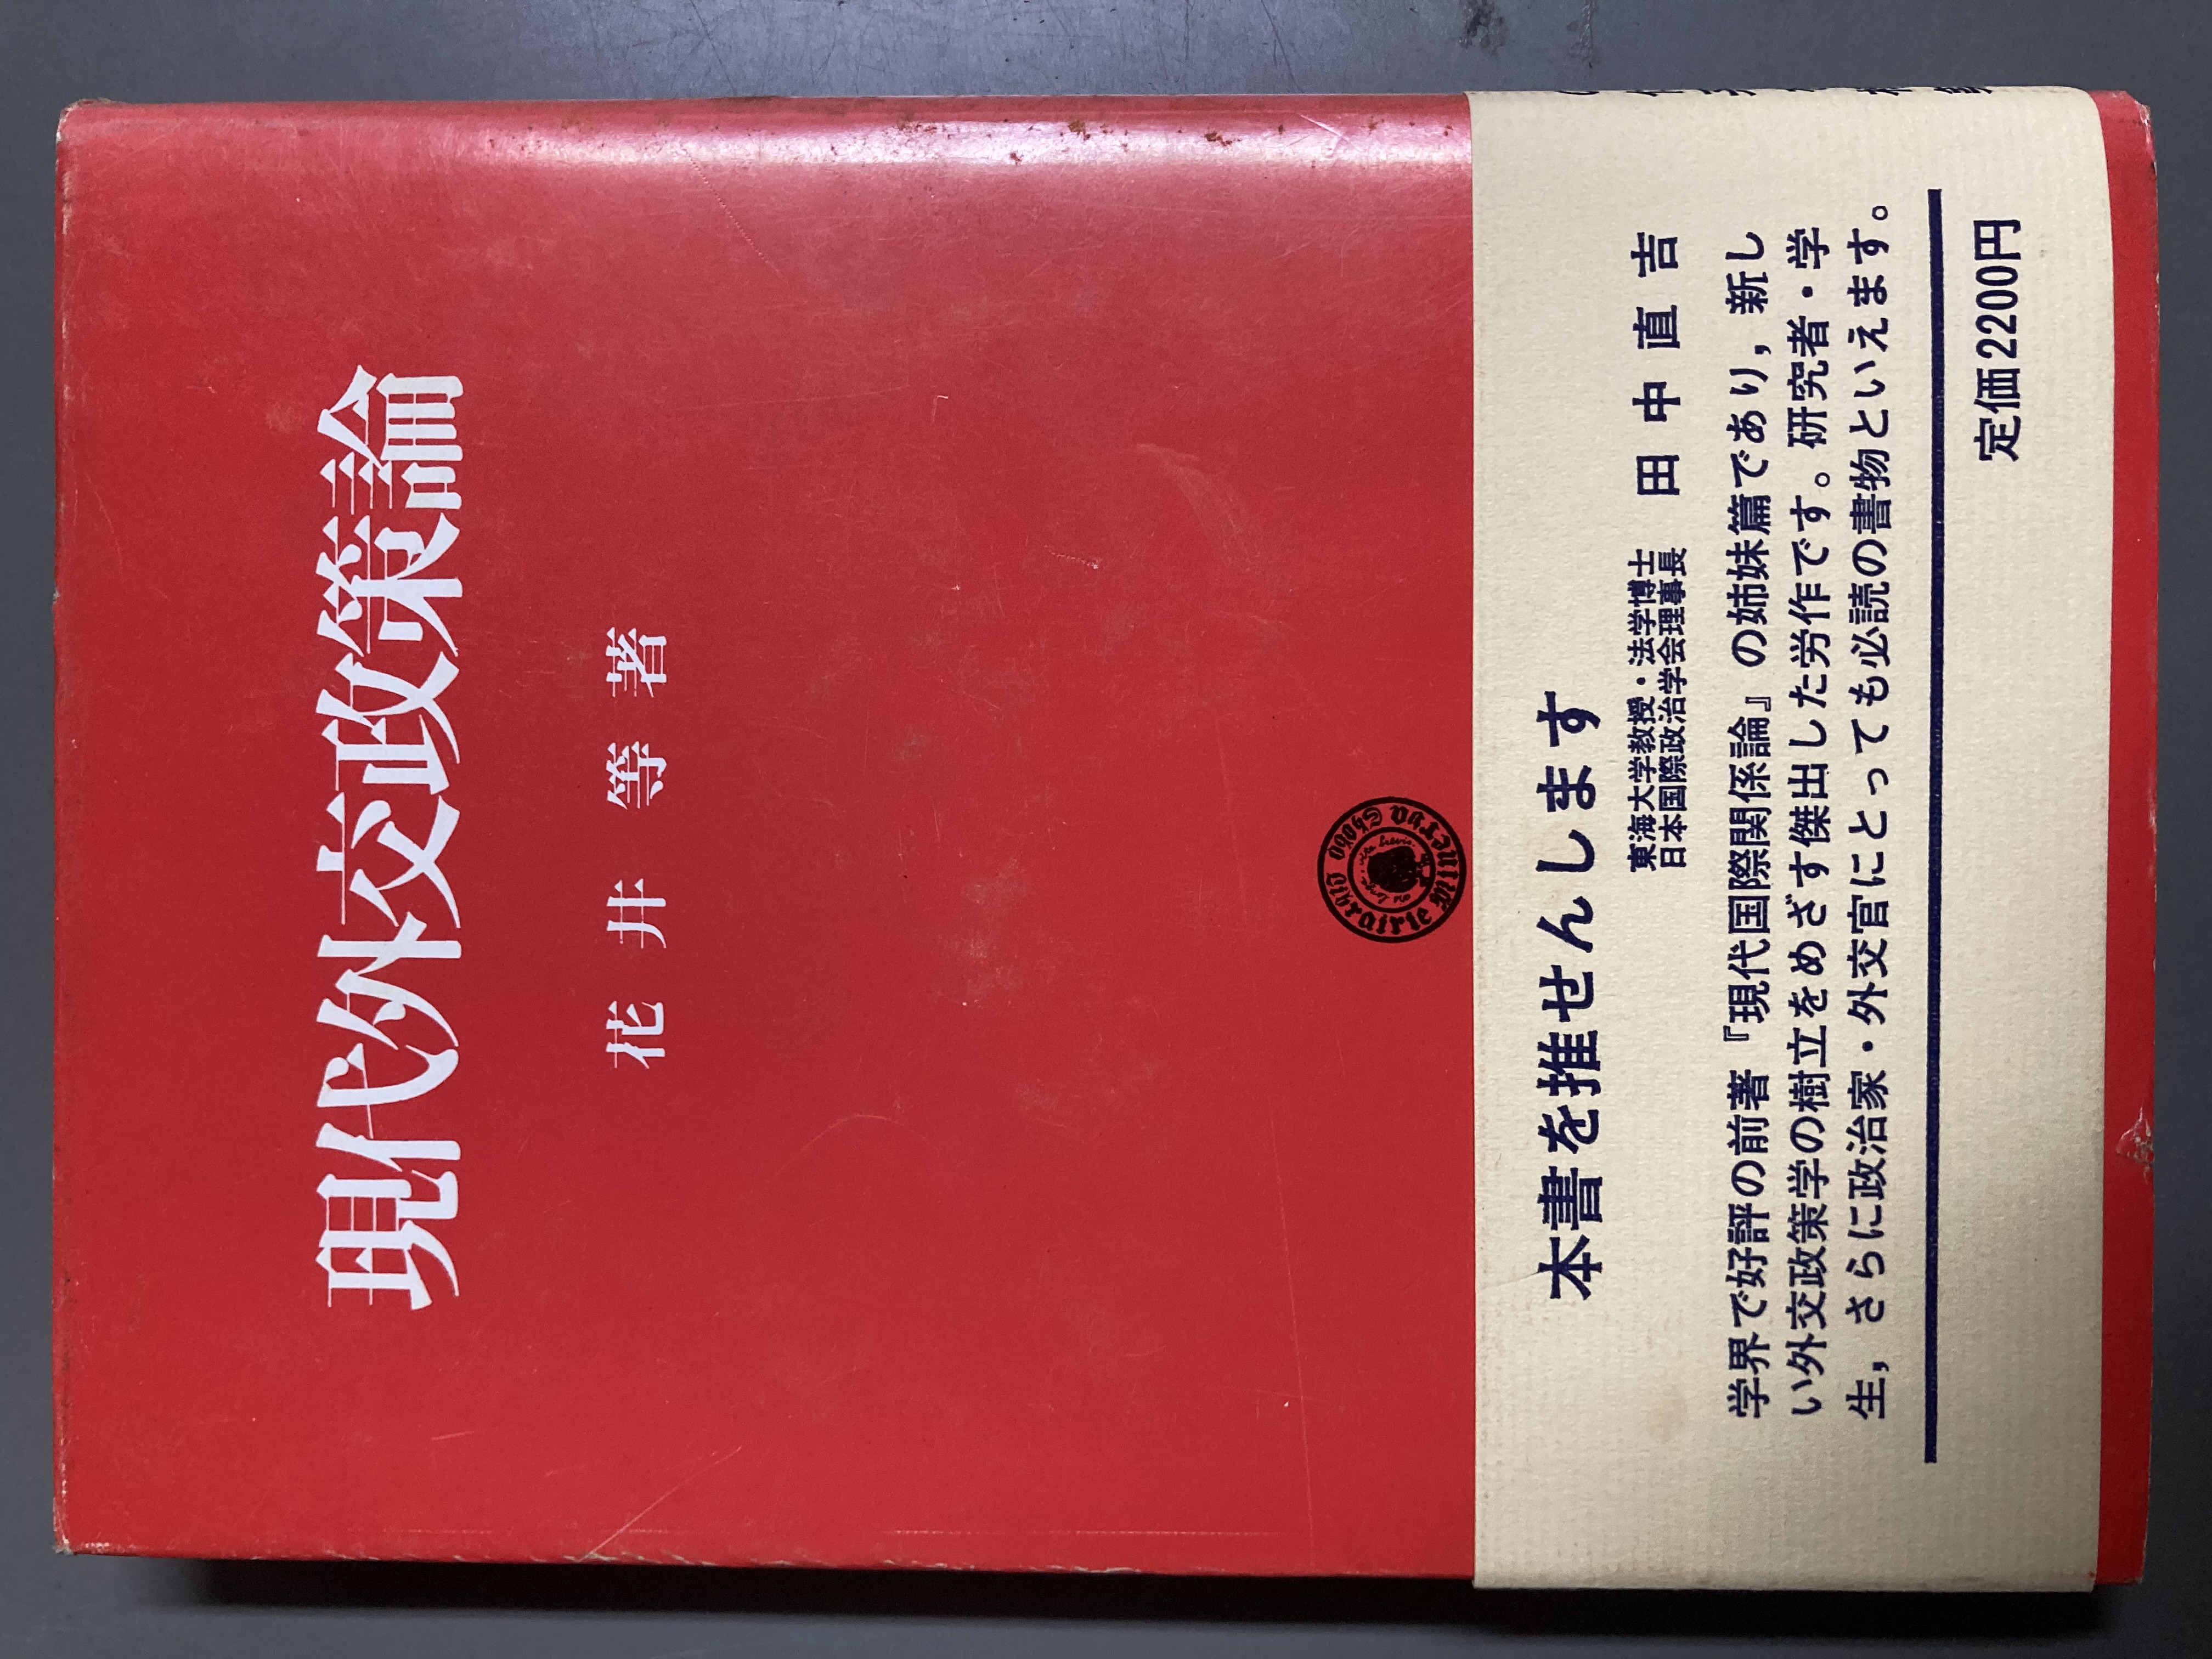 現代外交政策論
花井等著
Librairie Minerva Shobo
本書を推せんします
東海大学教授・法学博士
日本国際政治学会理事長
田中直吉
学界で好評の前著『現代国際関係論』の姉妹篇であり，新し
い外交政策学の樹立をめざす傑出した労作です。研究者・学
生，さらに政治家・外交官にとっても必読の書物といえます。
定価2200円